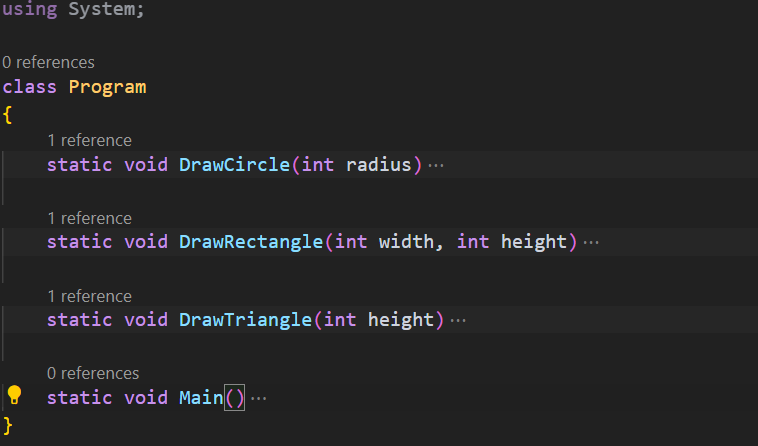 using System;
0 references
class Program
{
1 reference
static void DrawCircle(int radius) ...
1 reference
static void DrawRectangle(int width, int height) ...
1 reference
static void DrawTriangle(int height) ...
0 references
static void Main() ...
}